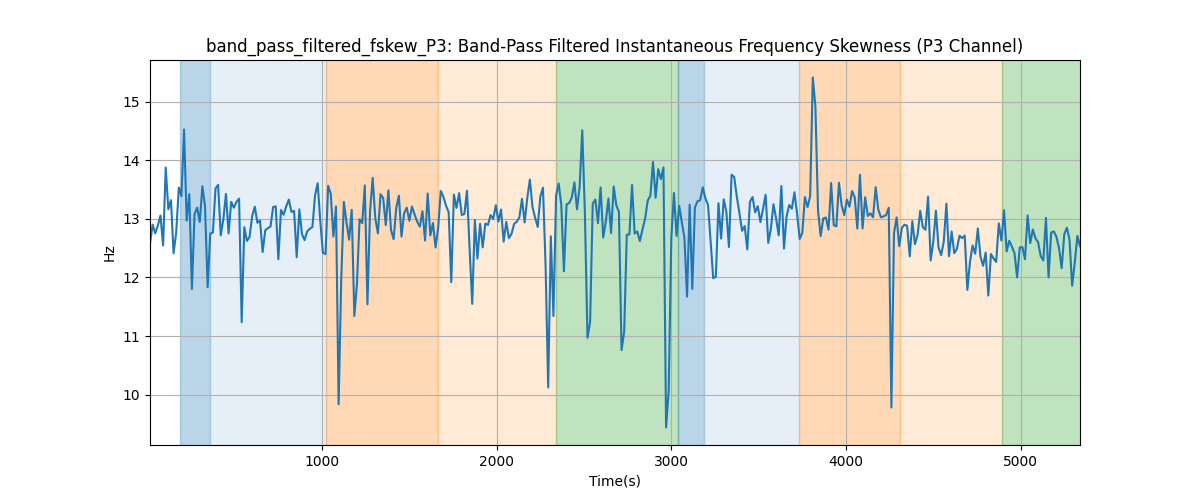 band_pass_filtered_fskew_P3: Band-Pass Filtered Instantaneous Frequency Skewness (P3 Channel)
15
14
13
12
11
10
Hz
1000 2000 3000 4000 5000
Time(s)